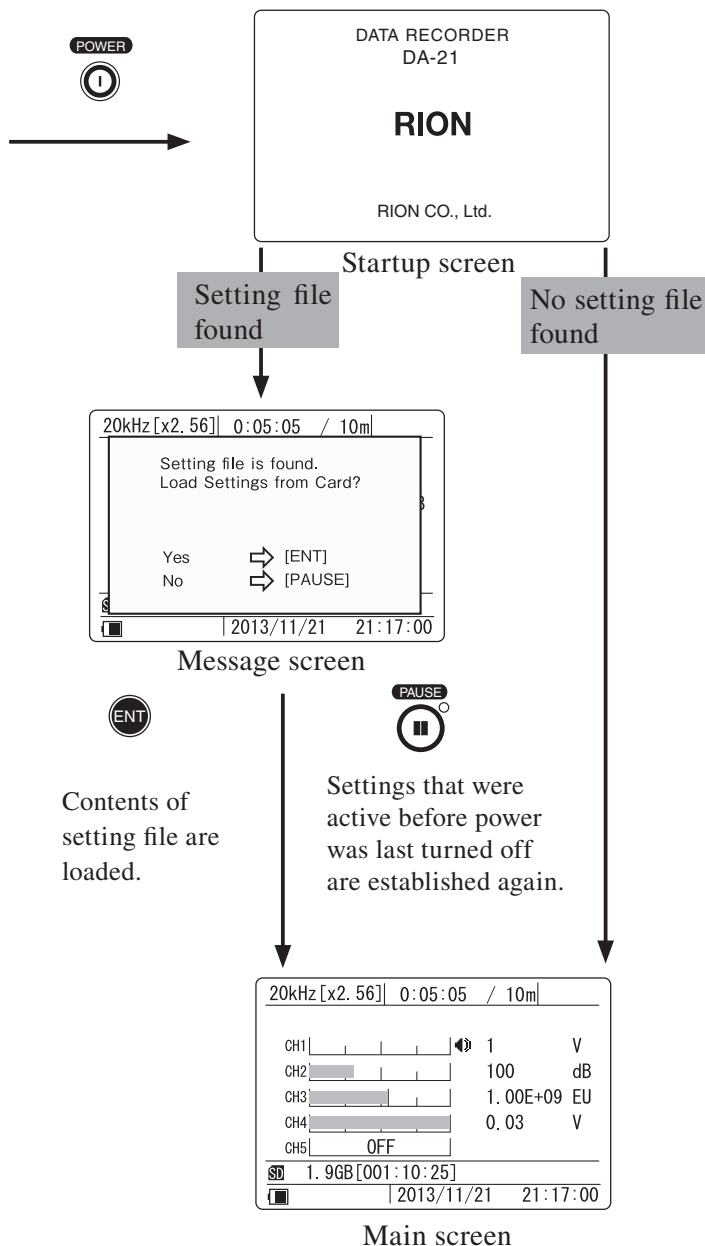 POWER
DATA RECORDER
DA-21
RION
RION CO., Ltd.
Startup screen
Setting file
found
No setting file
found
20kHz[x2.56] 0:05:05 / 10m
Setting file is found.
Load Settings from Card?
Yes ⇨ [ENT]
No ⇨ [PAUSE]
2013/11/21 21:17:00
Message screen
ENT
PAUSE
Contents of
setting file are
loaded.
Settings that were
active before power
was last turned off
are established again.
20kHz[x2.56] 0:05:05 / 10m
CH1 1 V
CH2 100 dB
CH3 1.00E+09 EU
CH4 0.03 V
CH5 OFF
SD 1.9GB[001:10:25]
2013/11/21 21:17:00
Main screen